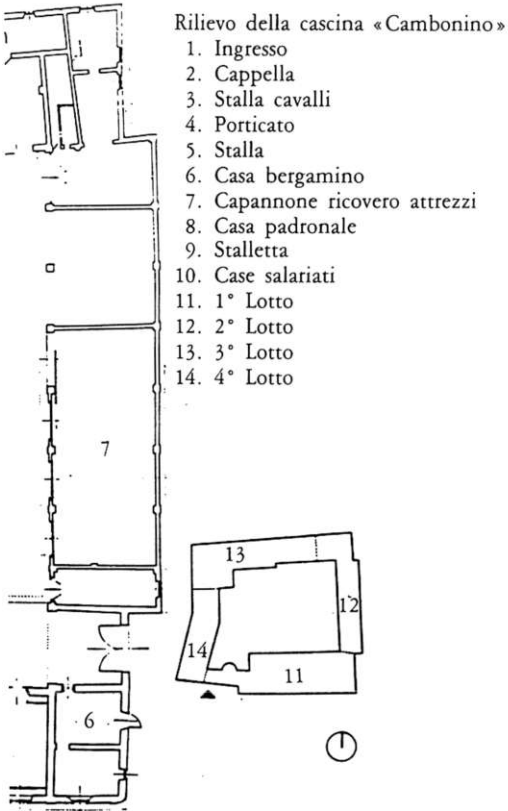 Rilievo della cascina «Cambonino»
1. Ingresso
2. Cappella
3. Stalla cavalli
4. Porticato
5. Stalla
6. Casa bergamino
7. Capannone ricovero attrezzi
8. Casa padronale
9. Stalletta
10. Case salariati
11. 1° Lotto
12. 2° Lotto
13. 3° Lotto
14. 4° Lotto
7
13
12
14
11
6